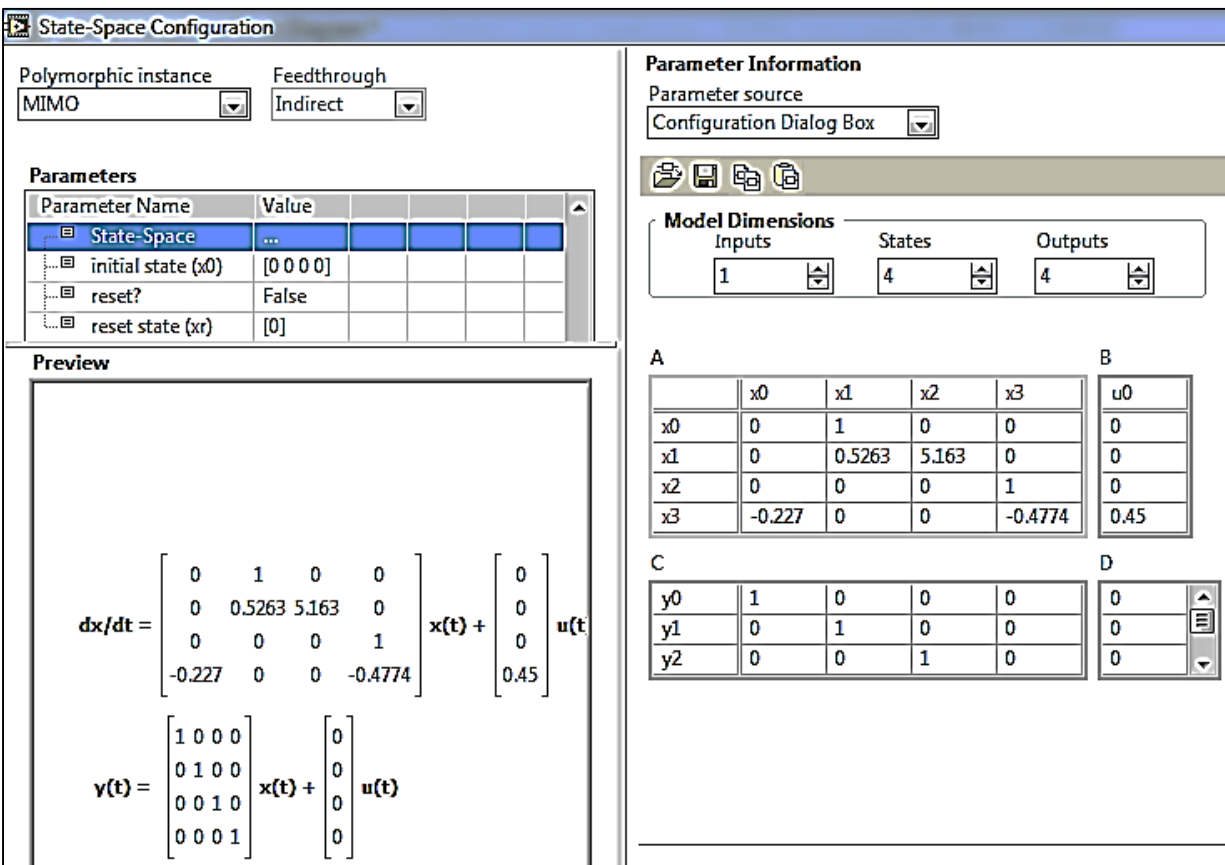 State-Space Configuration
Polymorphic instance Feedthrough
MIMO Indirect
Parameters
Parameter Name Value
State-Space ...
initial state (x0) [0 0 0 0]
reset? False
reset state (xr) [0]
Preview
dx/dt = 0 1 0 0 x(t) + 0 u(t
0 0.5263 5.163 0 0
0 0 0 1 0
-0.227 0 0 -0.4774 0.45
y(t) = 1 0 0 0 x(t) + 0 u(t)
0 1 0 0 0
0 0 1 0 0
0 0 0 1 0
Parameter Information
Parameter source
Configuration Dialog Box
Model Dimensions
Inputs States Outputs
1 4 4
A B
x0 x1 x2 x3 u0
x0 0 1 0 0 0
x1 0 0.5263 5.163 0 0
x2 0 0 0 1 0
x3 -0.227 0 0 -0.4774 0.45
C D
y0 1 0 0 0 0
y1 0 1 0 0 0
y2 0 0 1 0 0